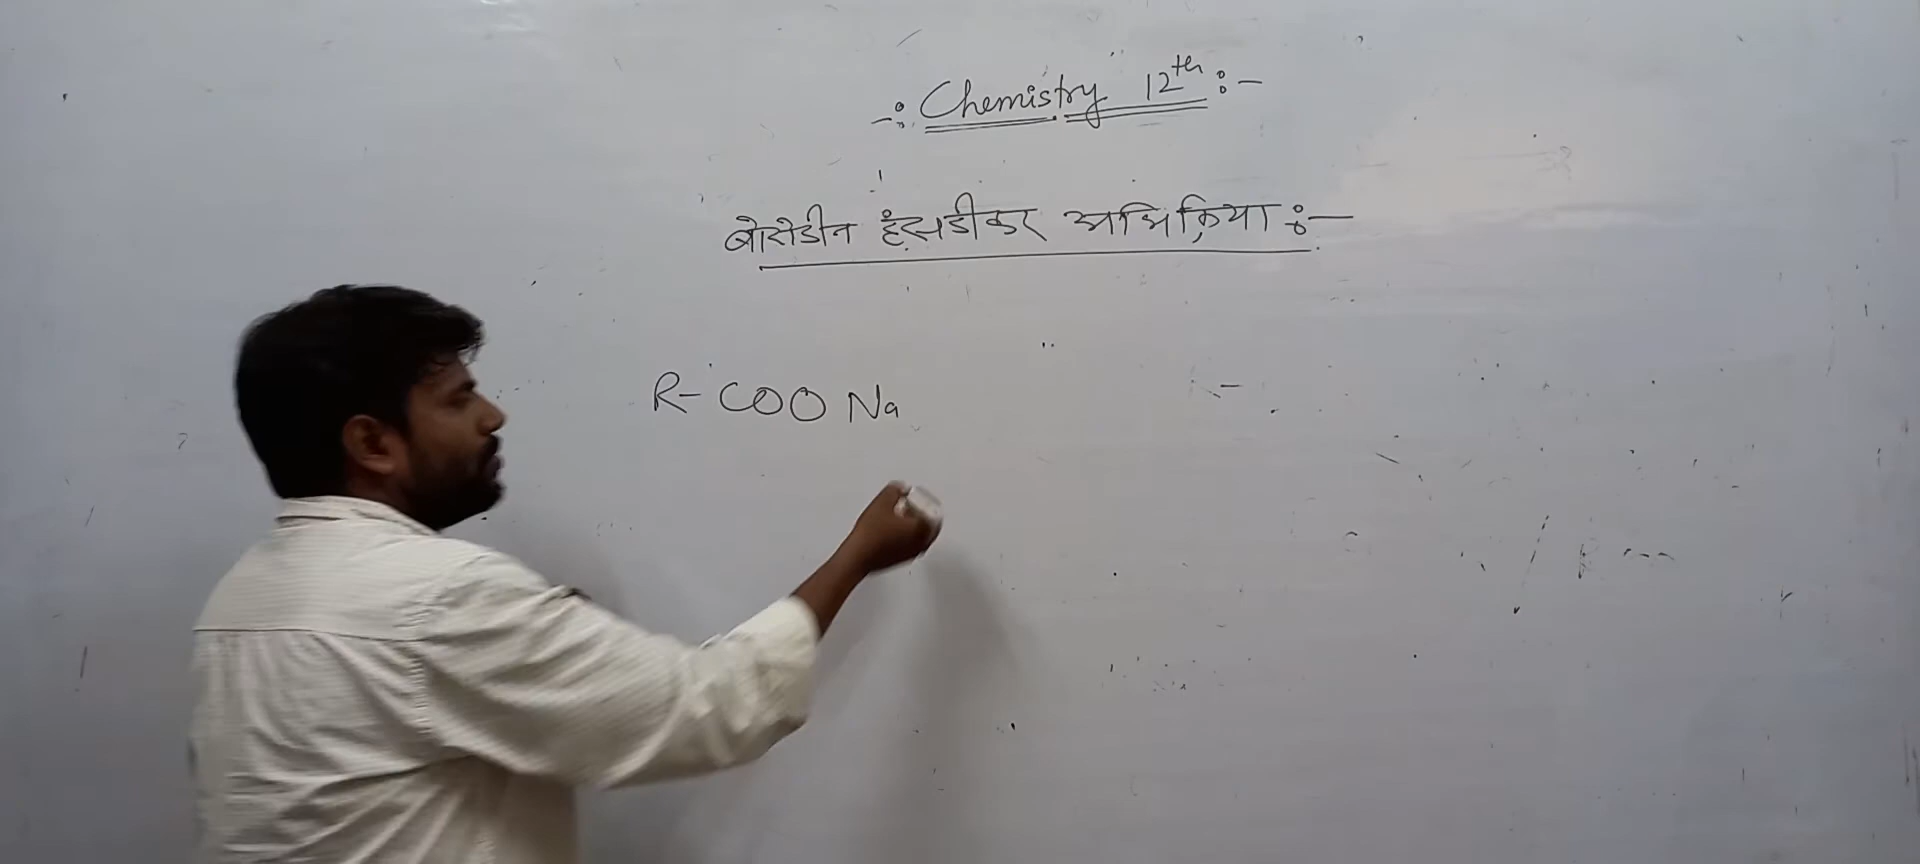 -: Chemistry 12th :-
बोरोडीन हंसडीकर अभिक्रिया :-
R- COO Na